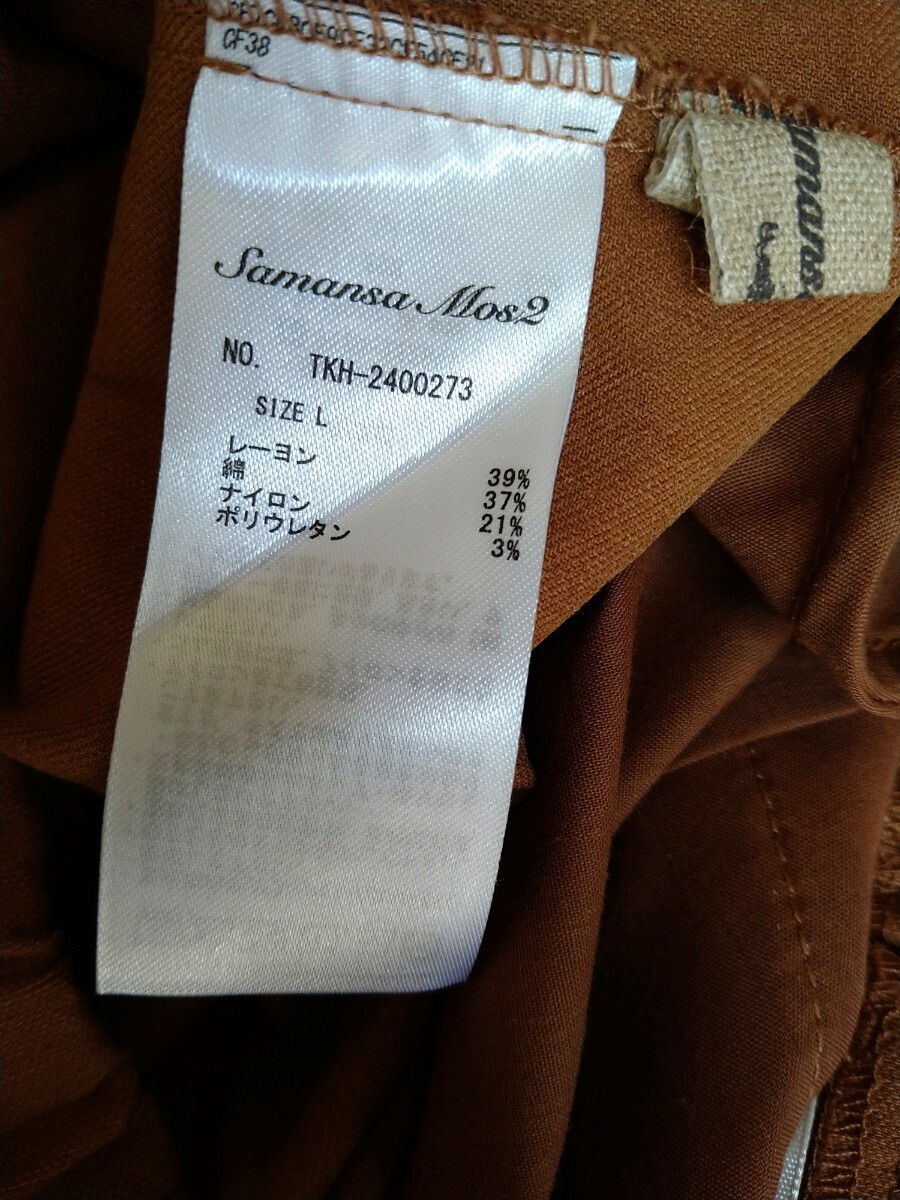 CF38
Samansa Mos2
NO. TKH-2400273
SIZE L
レーヨン 39%
綿 37%
ナイロン 21%
ポリウレタン 3%